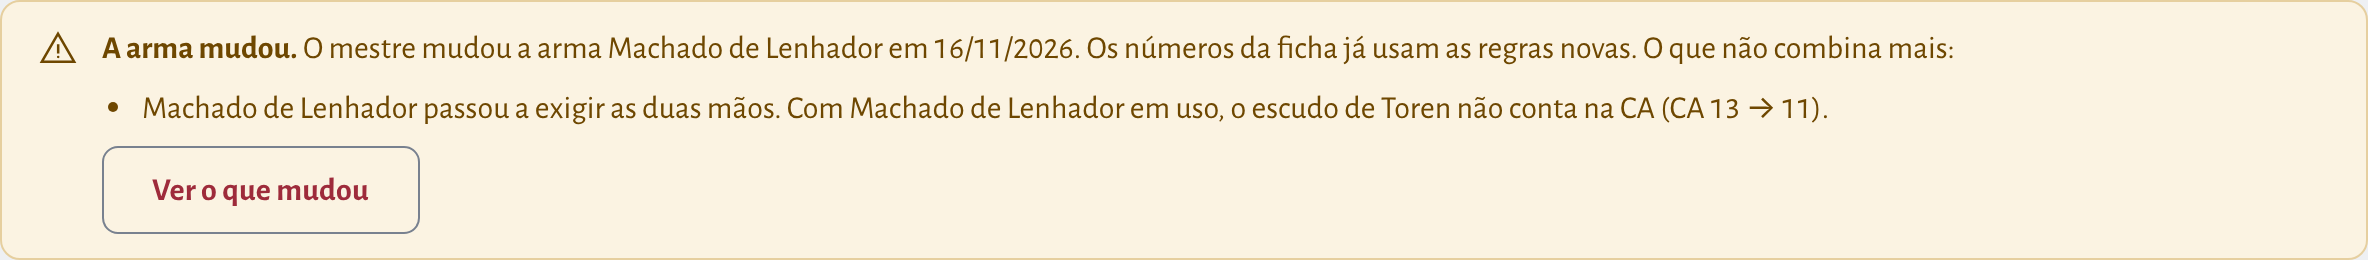 A arma mudou. O mestre mudou a arma Machado de Lenhador em 16/11/2026. Os números da ficha já usam as regras novas. O que não combina mais:
• Machado de Lenhador passou a exigir as duas mãos. Com Machado de Lenhador em uso, o escudo de Toren não conta na CA (CA 13 → 11).
Ver o que mudou